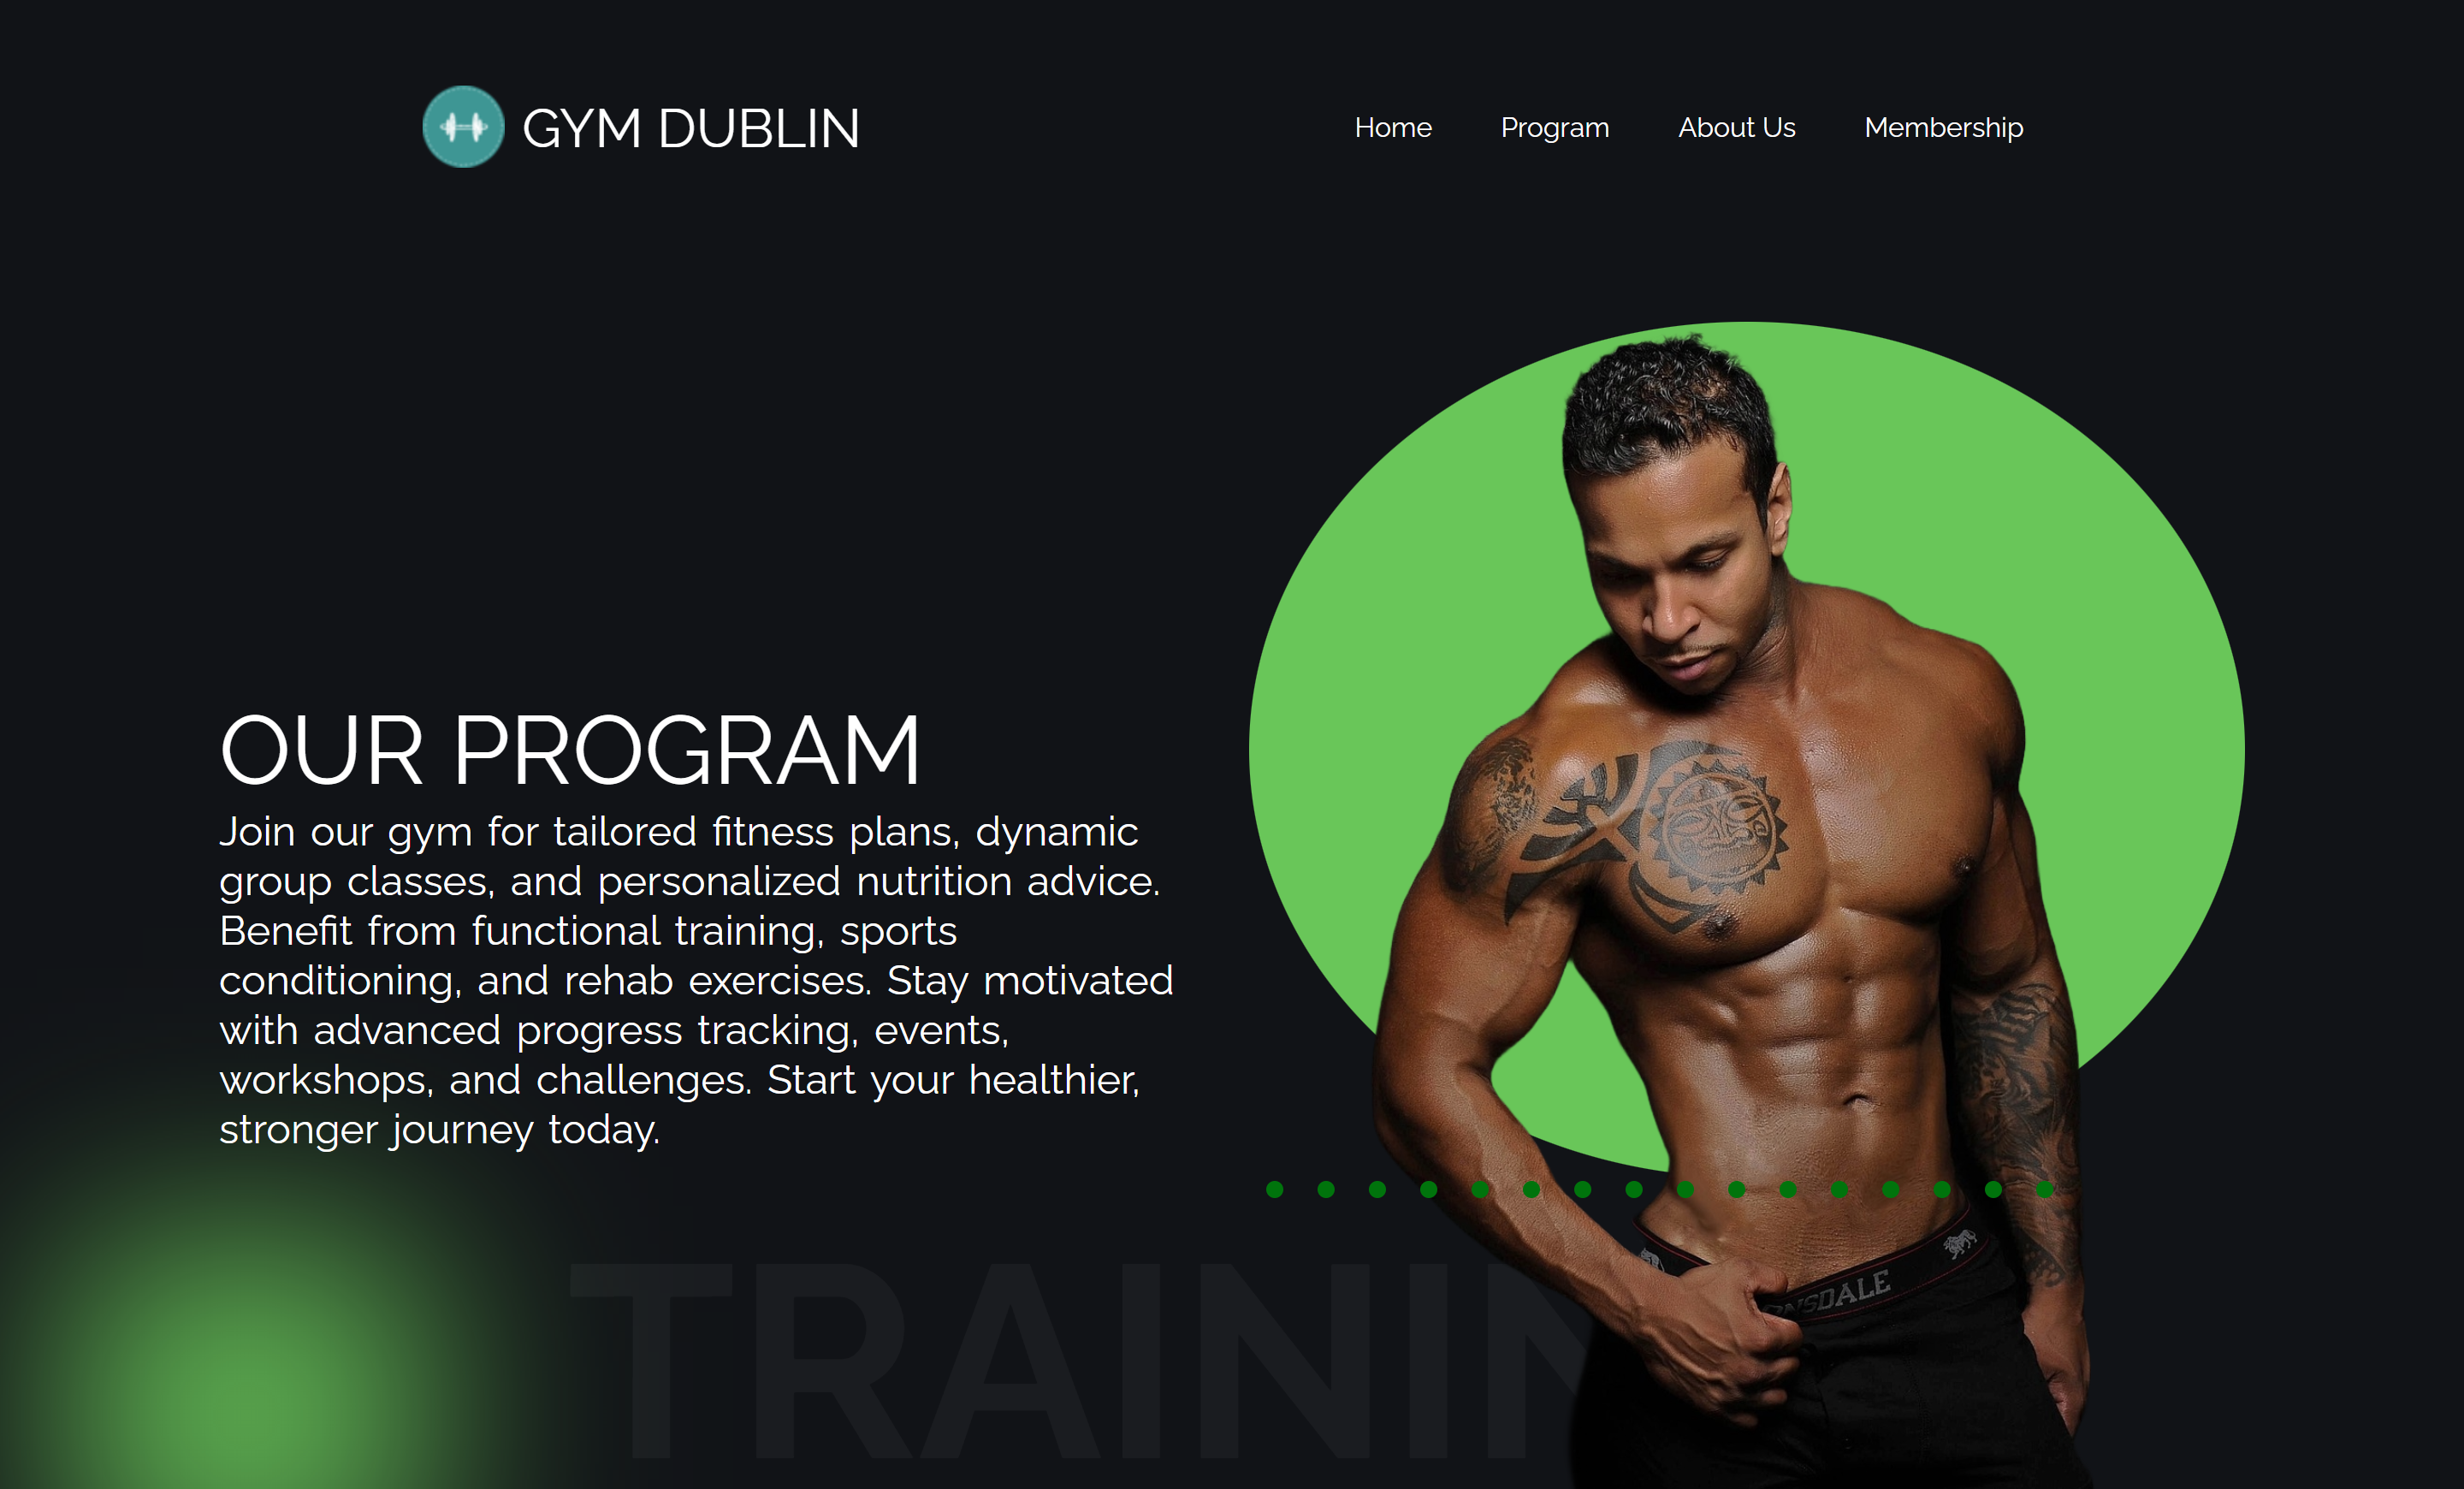 GYM DUBLIN
Home
Program
About Us
Membership
OUR PROGRAM
Join our gym for tailored fitness plans, dynamic
group classes, and personalized nutrition advice.
Benefit from functional training, sports
conditioning, and rehab exercises. Stay motivated
with advanced progress tracking, events,
workshops, and challenges. Start your healthier,
stronger journey today.
TRAININ
ONSDALE